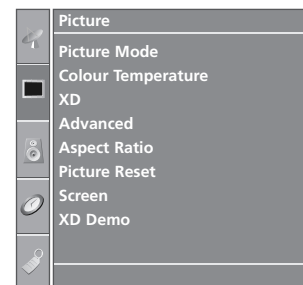 Picture
Picture Mode
Colour Temperature
XD
Advanced
Aspect Ratio
Picture Reset
Screen
XD Demo